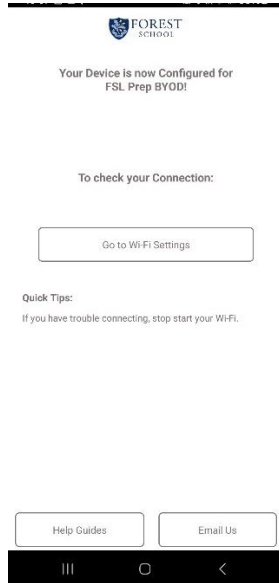 FOREST
SCHOOL
Your Device is now Configured for
FSL Prep BYOD!
To check your Connection:
Go to Wi-Fi Settings
Quick Tips:
If you have trouble connecting, stop start your Wi-Fi.
Help Guides
Email Us